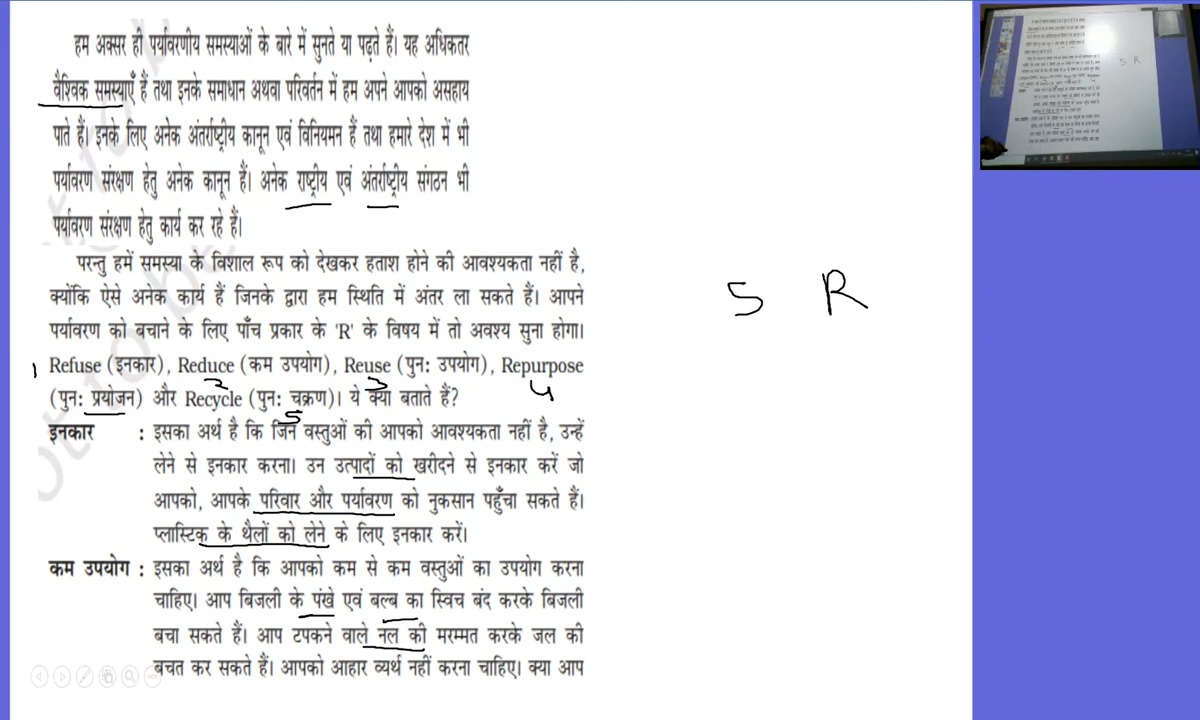 हम अक्सर ही पर्यावरणीय समस्याओं के बारे में सुनते या पढ़ते हैं। यह अधिकतर
वैश्विक समस्याएँ हैं तथा इनके समाधान अथवा परिवर्तन में हम अपने आपको असहाय
पाते हैं। इनके लिए अनेक अंतर्राष्ट्रीय कानून एवं विनियमन हैं तथा हमारे देश में भी
पर्यावरण संरक्षण हेतु अनेक कानून हैं। अनेक राष्ट्रीय एवं अंतर्राष्ट्रीय संगठन भी
पर्यावरण संरक्षण हेतु कार्य कर रहे हैं।
परन्तु हमें समस्या के विशाल रूप को देखकर हताश होने की आवश्यकता नहीं है,
क्योंकि ऐसे अनेक कार्य हैं जिनके द्वारा हम स्थिति में अंतर ला सकते हैं। आपने
पर्यावरण को बचाने के लिए पाँच प्रकार के 'R' के विषय में तो अवश्य सुना होगा।
1 Refuse (इनकार), Reduce (कम उपयोग), Reuse (पुन: उपयोग), Repurpose
2 3 4
(पुन: प्रयोजन) और Recycle (पुन: चक्रण)। ये क्या बताते हैं?
5
इनकार : इसका अर्थ है कि जिन वस्तुओं की आपको आवश्यकता नहीं है, उन्हें
लेने से इनकार करना। उन उत्पादों को खरीदने से इनकार करें जो
आपको, आपके परिवार और पर्यावरण को नुकसान पहुँचा सकते हैं।
प्लास्टिक के थैलों को लेने के लिए इनकार करें।
कम उपयोग : इसका अर्थ है कि आपको कम से कम वस्तुओं का उपयोग करना
चाहिए। आप बिजली के पंखे एवं बल्ब का स्विच बंद करके बिजली
बचा सकते हैं। आप टपकने वाले नल की मरम्मत करके जल की
बचत कर सकते हैं। आपको आहार व्यर्थ नहीं करना चाहिए। क्या आप
5 R